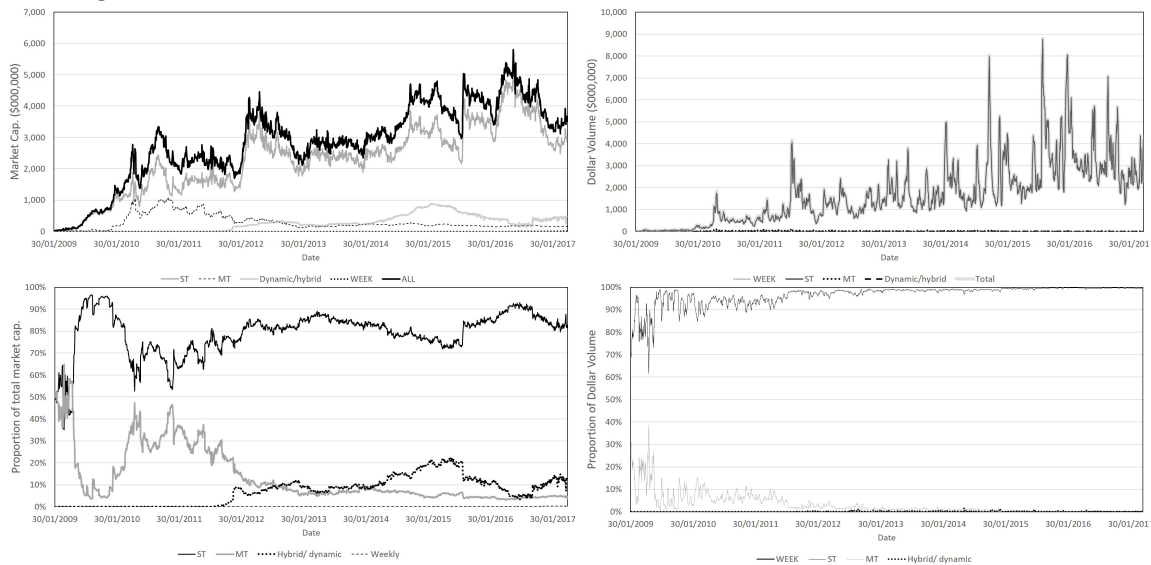 7,000
6,000
5,000
4,000
3,000
2,000
1,000
0
Market Cap. ($000,000)
30/01/2009 30/01/2010 30/01/2011 30/01/2012 30/01/2013 30/01/2014 30/01/2015 30/01/2016 30/01/2017
Date
ST MT Dynamic/hybrid WEEK ALL
10,000
9,000
8,000
7,000
6,000
5,000
4,000
3,000
2,000
1,000
0
Dollar Volume ($000,000)
30/01/2009 30/01/2010 30/01/2011 30/01/2012 30/01/2013 30/01/2014 30/01/2015 30/01/2016 30/01/2017
Date
WEEK ST MT Dynamic/hybrid Total
100%
90%
80%
70%
60%
50%
40%
30%
20%
10%
0%
Proportion of total market cap.
30/01/2009 30/01/2010 30/01/2011 30/01/2012 30/01/2013 30/01/2014 30/01/2015 30/01/2016 30/01/2017
Date
ST MT Hybrid/ dynamic Weekly
100%
90%
80%
70%
60%
50%
40%
30%
20%
10%
0%
Proportion of Dollar Volume
30/01/2009 30/01/2010 30/01/2011 30/01/2012 30/01/2013 30/01/2014 30/01/2015 30/01/2016 30/01/2017
Date
WEEK ST MT Hybrid/ dynamic